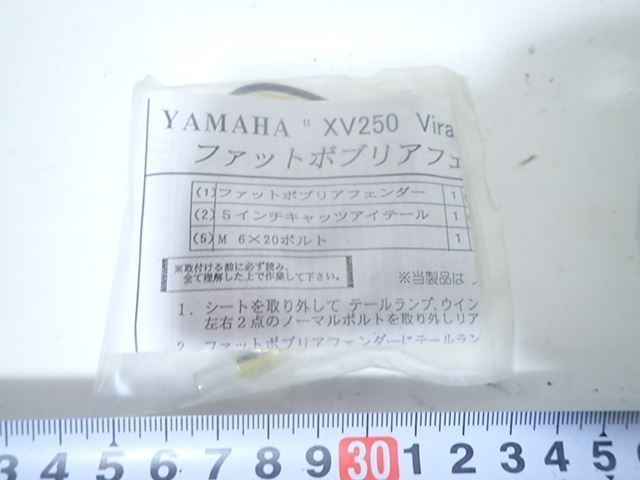 YAMAHA " XV250 Vira
ファットボブリアフェ
(1) ファットボブリアフェンダー 1
(2) 5インチキャッツアイテール 1
(5) M 6×20ボルト 1
※取付ける前に必ず読み、
全て理解した上で作業して下さい。
※当製品は
1. シートを取り外して テールランプ、ウイン
左右2点のノーマルボルトを取り外しリア
2 ファットボブリアフェンダーにテールラン
3 4 5 6 7 8 9 30 1 2 3 4 5